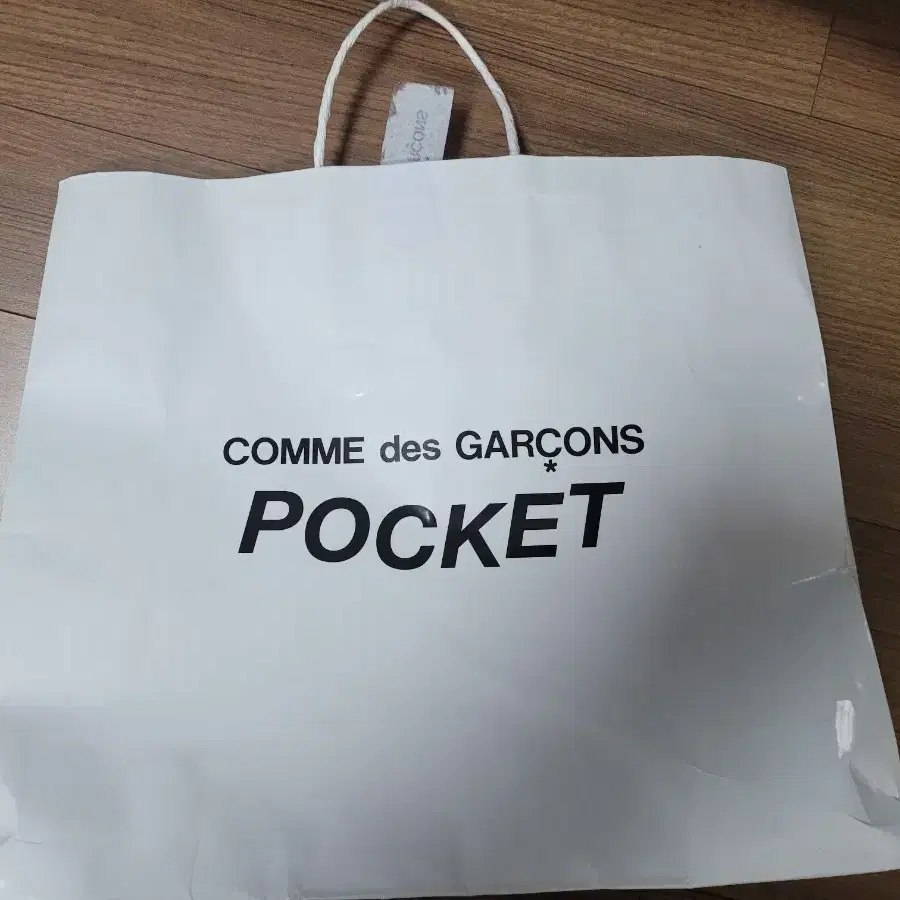 COMME des GARÇONS
*
POCKET